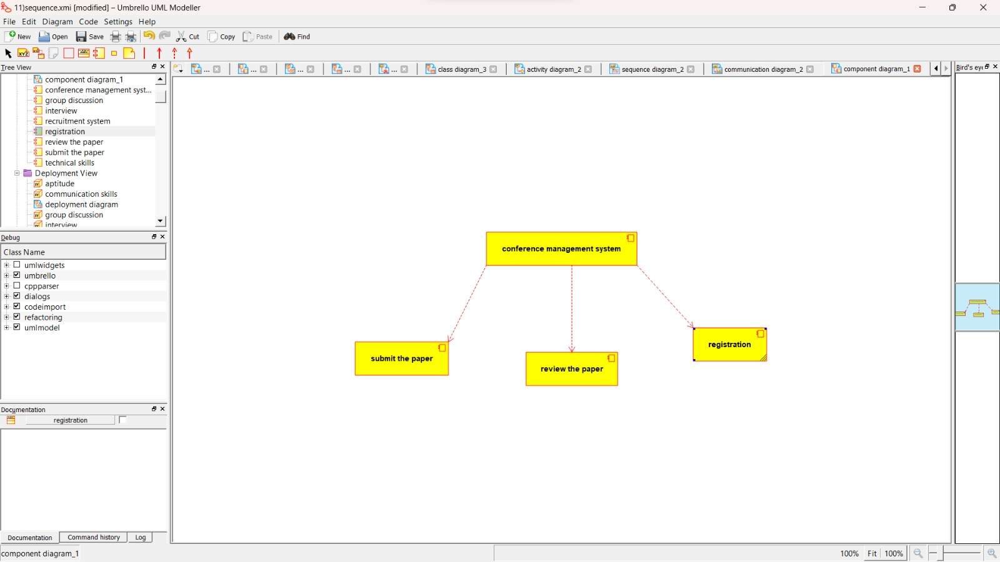 11)sequence.xmi [modified] – Umbrello UML Modeller
File Edit Diagram Code Settings Help
New Open Save Cut Copy Paste Find
XYZ
Tree View
component diagram_1
conference management syst...
group discussion
interview
recruitment system
registration
review the paper
submit the paper
technical skills
Deployment View
aptitude
communication skills
deployment diagram
group discussion
interview
Debug
Class Name
umlwidgets
umbrello
cppparser
dialogs
codeimport
refactoring
umlmodel
Documentation
registration
Documentation Command history Log
component diagram_1
... ... ... ... ... class diagram_3 activity diagram_2 sequence diagram_2 communication diagram_2 component diagram_1
conference management system
submit the paper
review the paper
registration
Bird's eye
100% Fit 100%